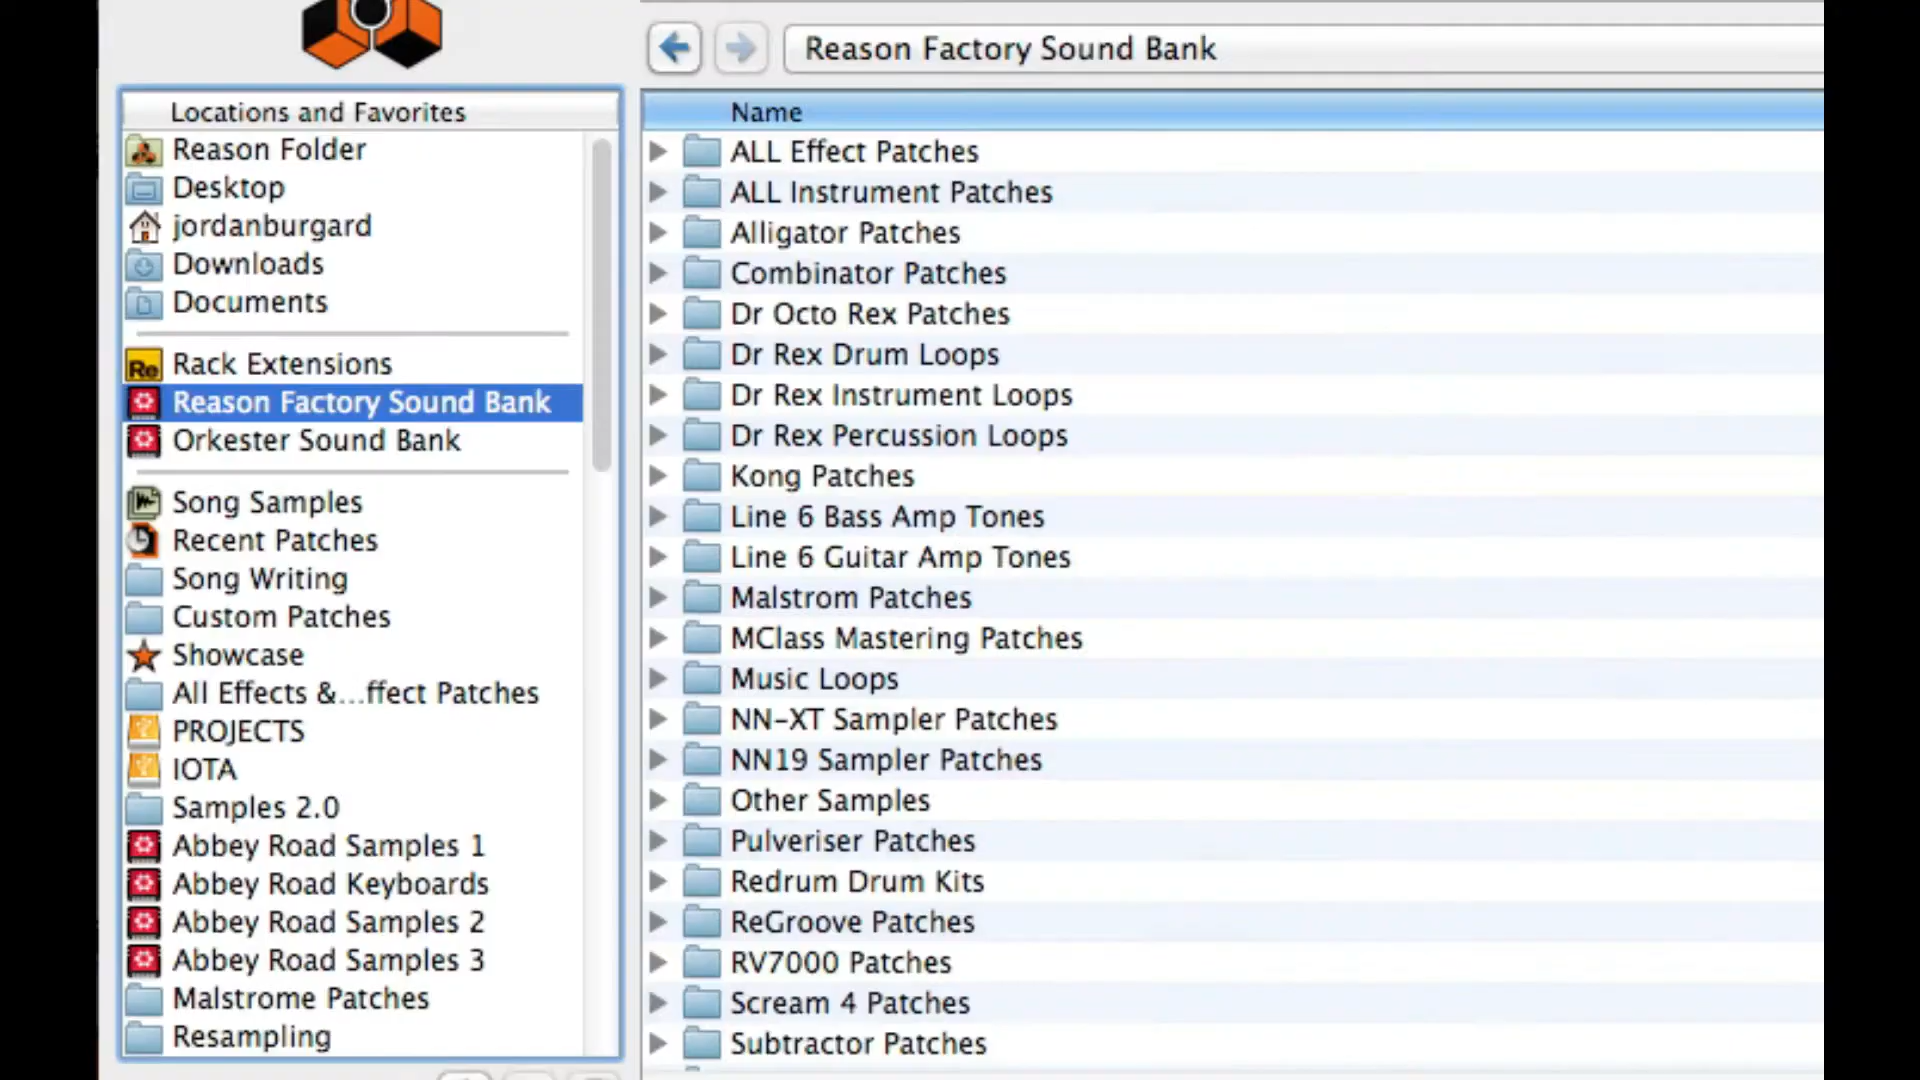 Locations and Favorites
Reason Folder
Desktop
jordanburgard
Downloads
Documents
Re
Rack Extensions
Reason Factory Sound Bank
Orkester Sound Bank
Song Samples
Recent Patches
Song Writing
Custom Patches
Showcase
All Effects &...ffect Patches
PROJECTS
IOTA
Samples 2.0
Abbey Road Samples 1
Abbey Road Keyboards
Abbey Road Samples 2
Abbey Road Samples 3
Malstrome Patches
Resampling
Reason Factory Sound Bank
Name
ALL Effect Patches
ALL Instrument Patches
Alligator Patches
Combinator Patches
Dr Octo Rex Patches
Dr Rex Drum Loops
Dr Rex Instrument Loops
Dr Rex Percussion Loops
Kong Patches
Line 6 Bass Amp Tones
Line 6 Guitar Amp Tones
Malstrom Patches
MClass Mastering Patches
Music Loops
NN-XT Sampler Patches
NN19 Sampler Patches
Other Samples
Pulveriser Patches
Redrum Drum Kits
ReGroove Patches
RV7000 Patches
Scream 4 Patches
Subtractor Patches